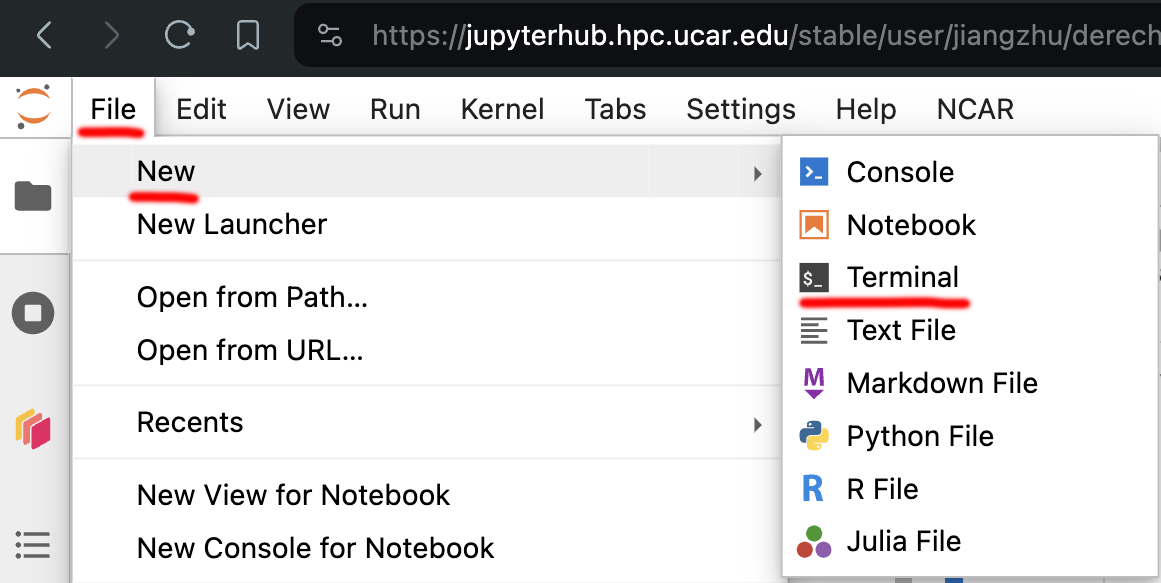 https://jupyterhub.hpc.ucar.edu/stable/user/jiangzhu/derech
File Edit View Run Kernel Tabs Settings Help NCAR
New
New Launcher
Open from Path...
Open from URL...
Recents
New View for Notebook
New Console for Notebook
>_ Console
Notebook
$_ Terminal
Text File
M Markdown File
Python File
R R File
Julia File